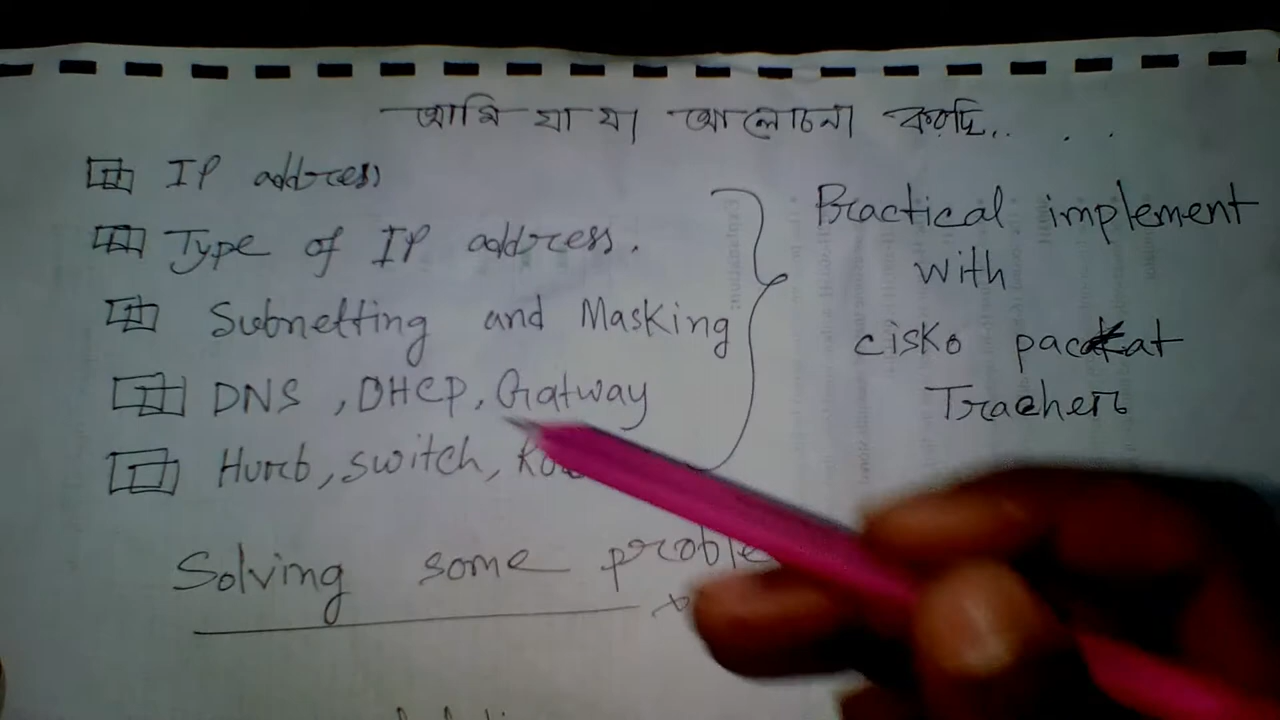 আমি যা যা আলোচনা করছি.. . .
IP address
Type of IP address.
Subnetting and Masking
DNS, DHCP, Gatway
Hurb, switch,
Practical implement
with
cisko packat
Tracher
Solving some